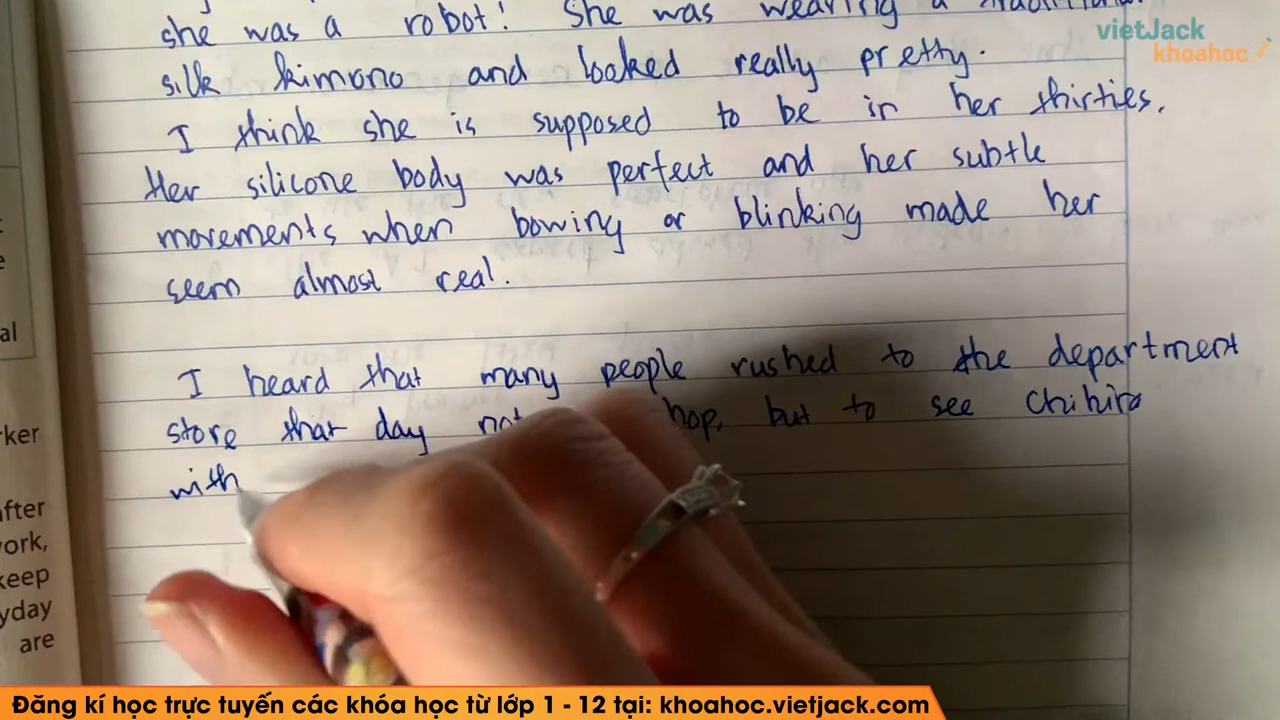 she was a robot! She was wearing a traditional
silk kimono and looked really pretty.
I think she is supposed to be in her thirties.
Her silicone body was perfect and her subtle
movements when bowing or blinking made her
seem almost real.
I heard that many people rushed to the department
store that day not hop, but to see Chihiro
with
al
ker
fter
ork,
keep
yday
are
vietJack
khoahoc
Đăng kí học trực tuyến các khóa học từ lớp 1 - 12 tại: khoahoc.vietjack.com